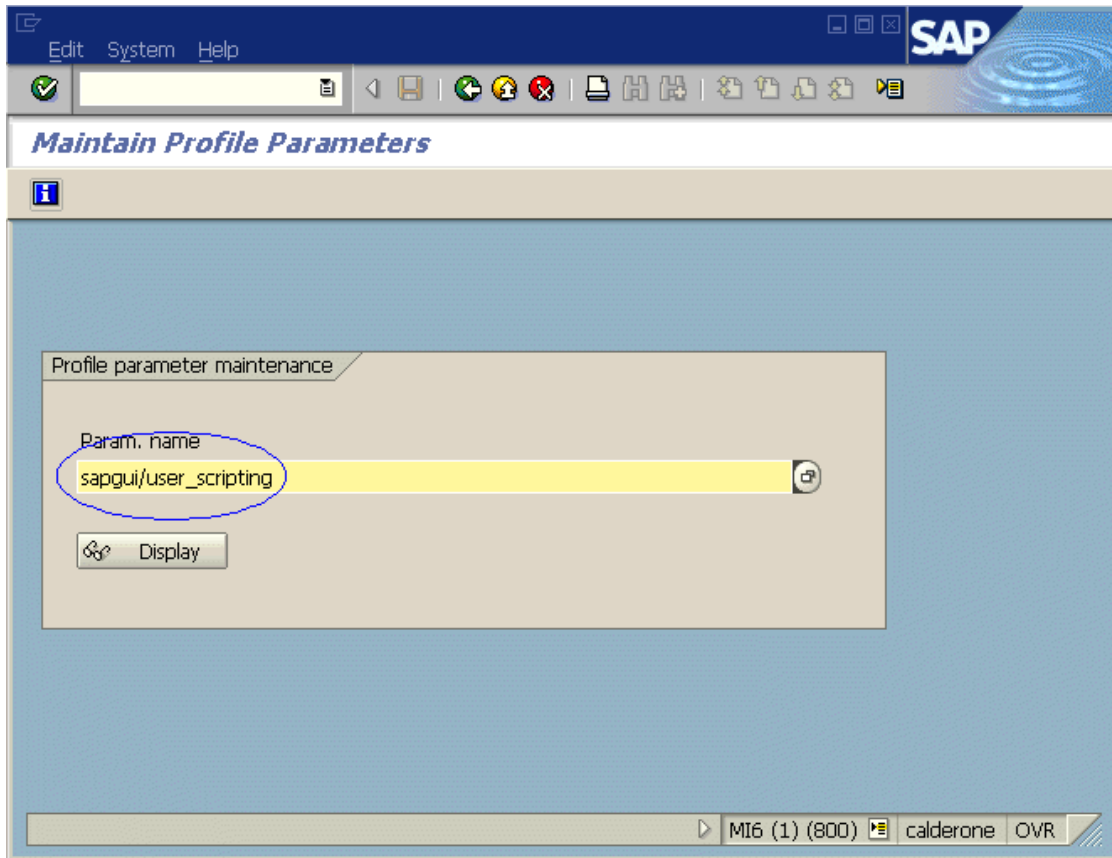 Edit System Help
SAP
Maintain Profile Parameters
Profile parameter maintenance
Param. name
sapgui/user_scripting
Display
MI6 (1) (800) calderone OVR